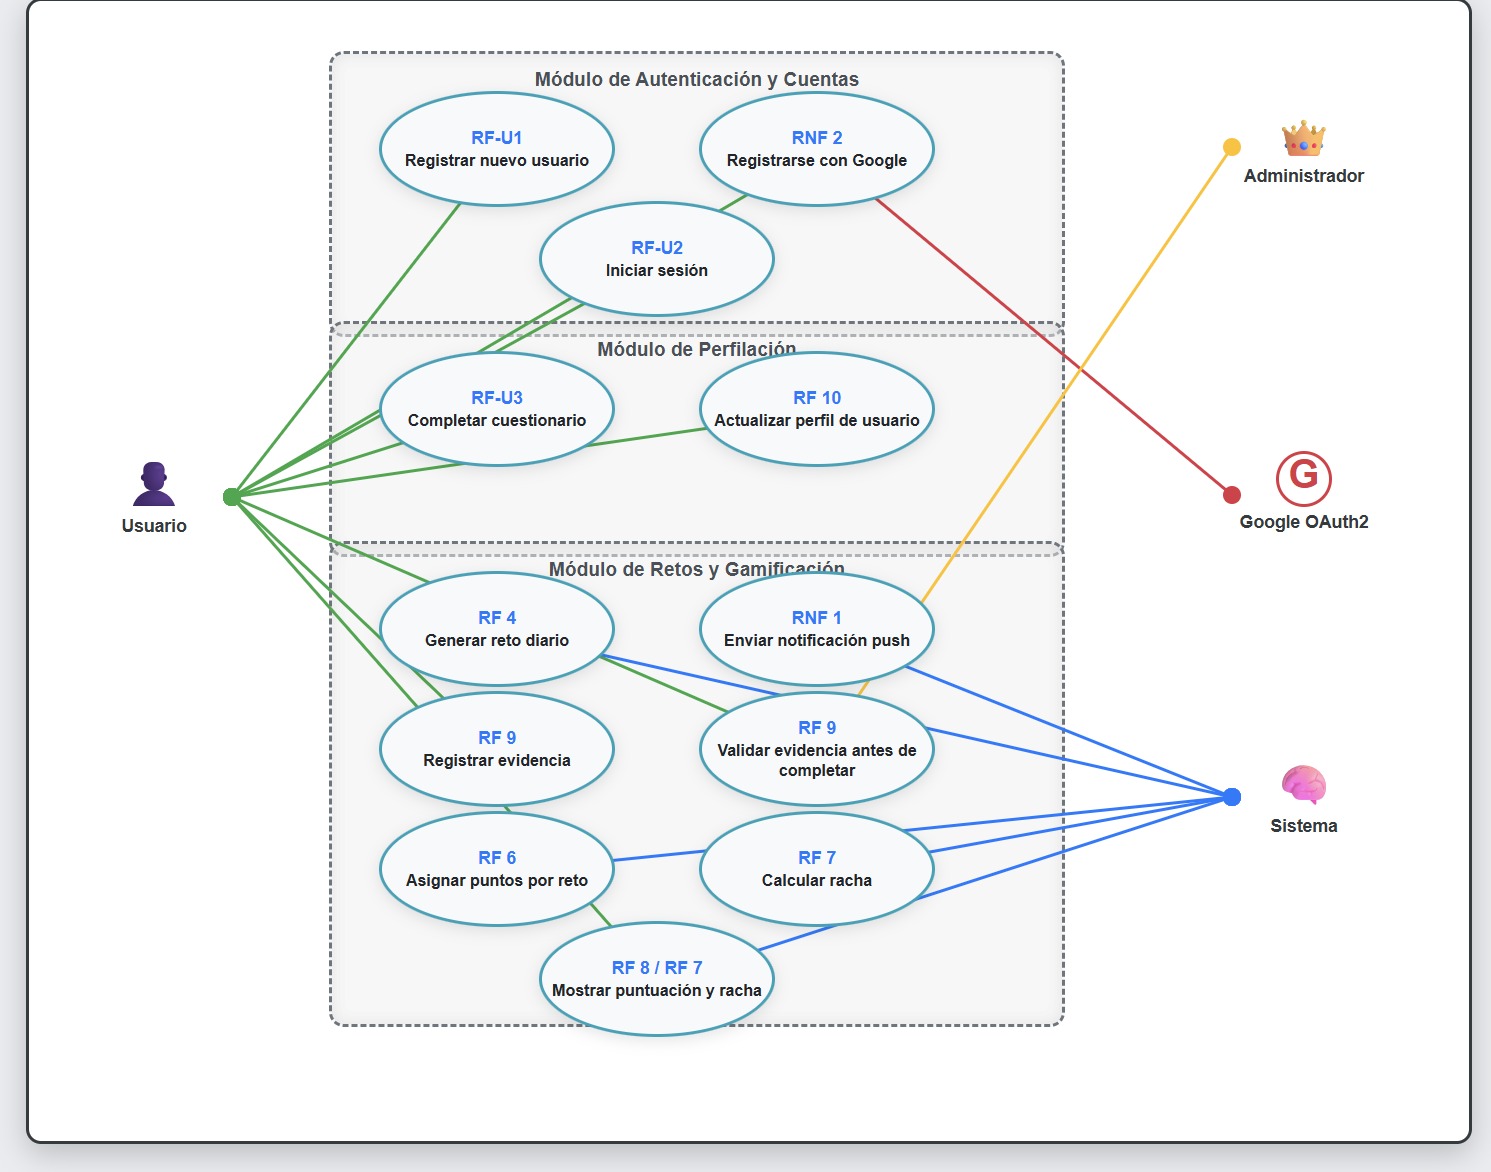 Módulo de Autenticación y Cuentas
RF-U1
Registrar nuevo usuario
RNF 2
Registrarse con Google
Administrador
RF-U2
Iniciar sesión
Módulo de Perfilación
RF-U3
Completar cuestionario
RF 10
Actualizar perfil de usuario
Usuario
G
Google OAuth2
Módulo de Retos y Gamificación
RF 4
Generar reto diario
RNF 1
Enviar notificación push
RF 9
Registrar evidencia
RF 9
Validar evidencia antes de
completar
Sistema
RF 6
Asignar puntos por reto
RF 7
Calcular racha
RF 8 / RF 7
Mostrar puntuación y racha